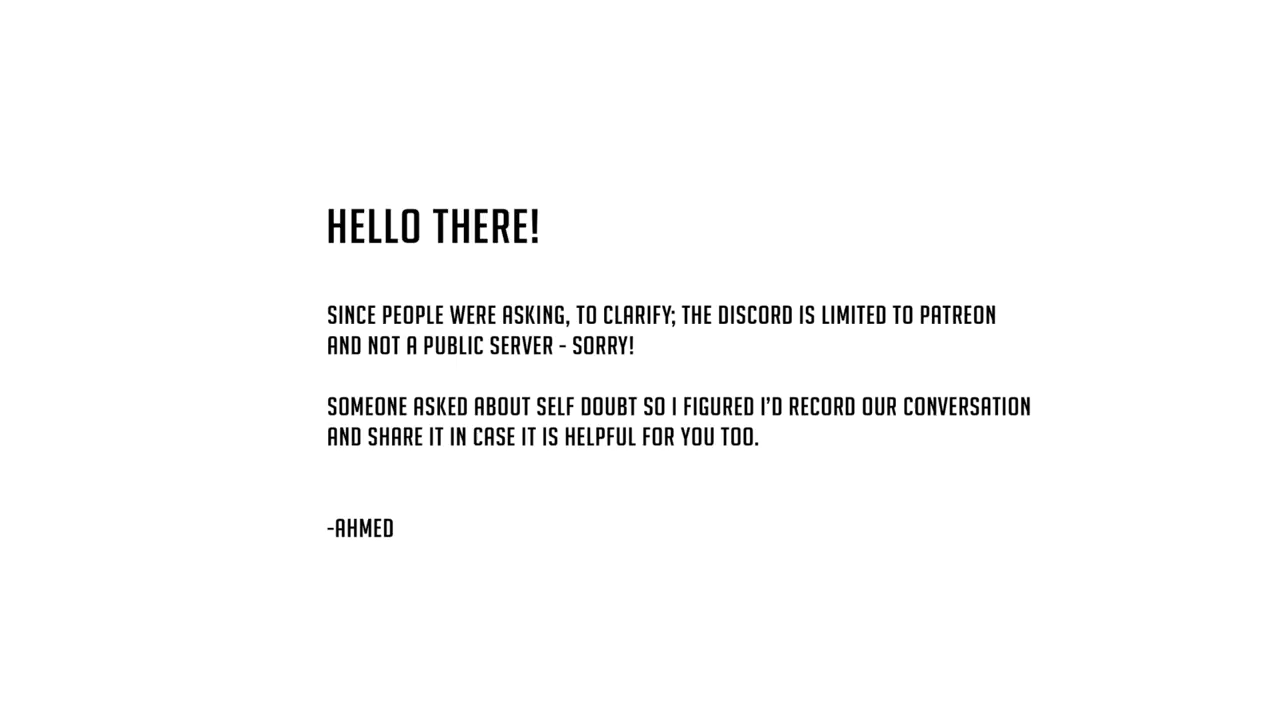 HELLO THERE!
SINCE PEOPLE WERE ASKING, TO CLARIFY; THE DISCORD IS LIMITED TO PATREON
AND NOT A PUBLIC SERVER - SORRY!
SOMEONE ASKED ABOUT SELF DOUBT SO I FIGURED I'D RECORD OUR CONVERSATION
AND SHARE IT IN CASE IT IS HELPFUL FOR YOU TOO.
-AHMED